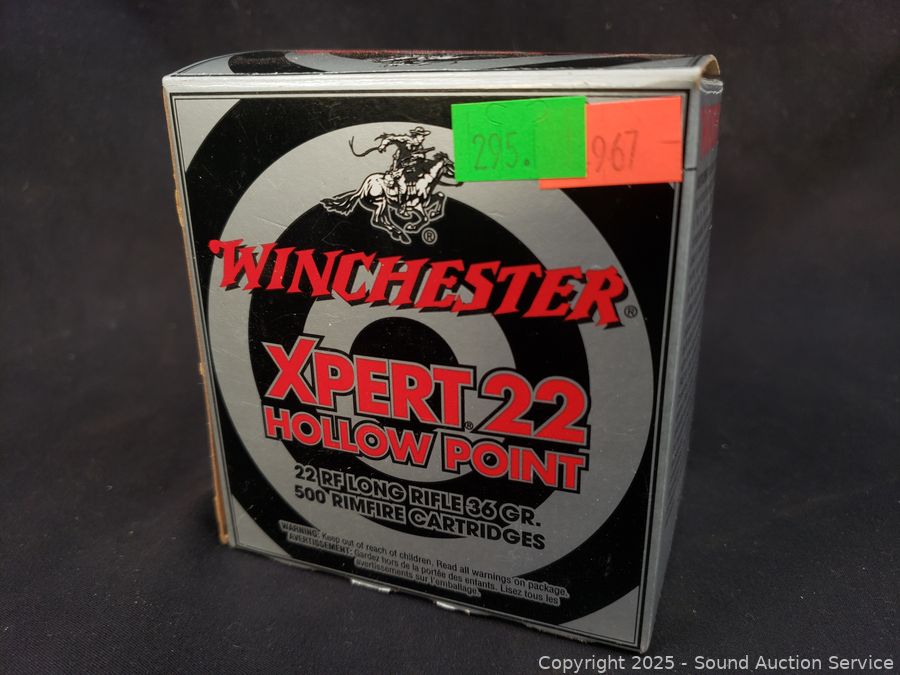 295.
967
WINCHESTER®
XPERT® 22
HOLLOW POINT
22 RF LONG RIFLE 36 GR.
500 RIMFIRE CARTRIDGES
WARNING: Keep out of reach of children. Read all warnings on package.
AVERTISSEMENT: Gardez hors de la portée des enfants. Lisez tous les
avertissements sur l'emballage.
Copyright © 2025 - Sound Auction Service